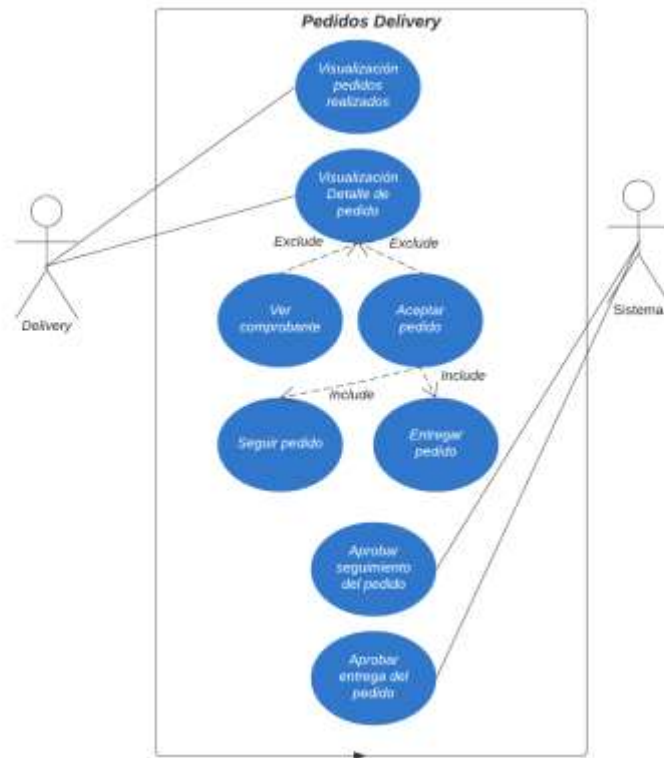 Pedidos Delivery
Visualización
pedidos
realizados
Visualización
Detalle de
pedido
Exclude
Exclude
Ver
comprobante
Aceptar
pedido
Delivery
Sistema
Include
Include
Seguir pedido
Entregar
pedido
Aprobar
seguimiento
del pedido
Aprobar
entrega del
pedido